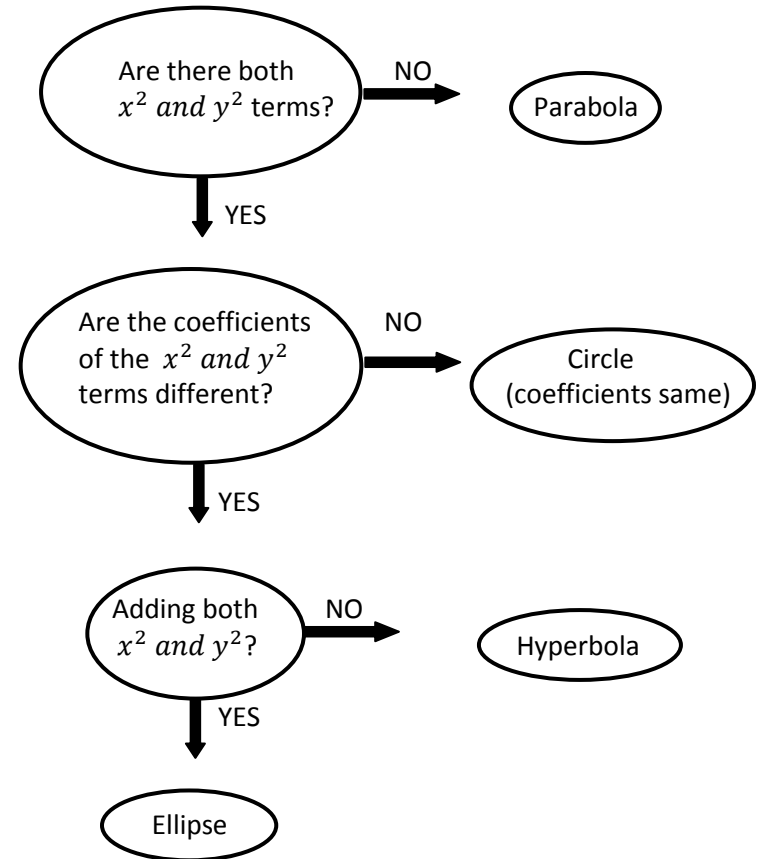 Are there both
x² and y² terms?
NO
Parabola
YES
Are the coefficients
of the x² and y²
terms different?
NO
Circle
(coefficients same)
YES
Adding both
x² and y²?
NO
Hyperbola
YES
Ellipse